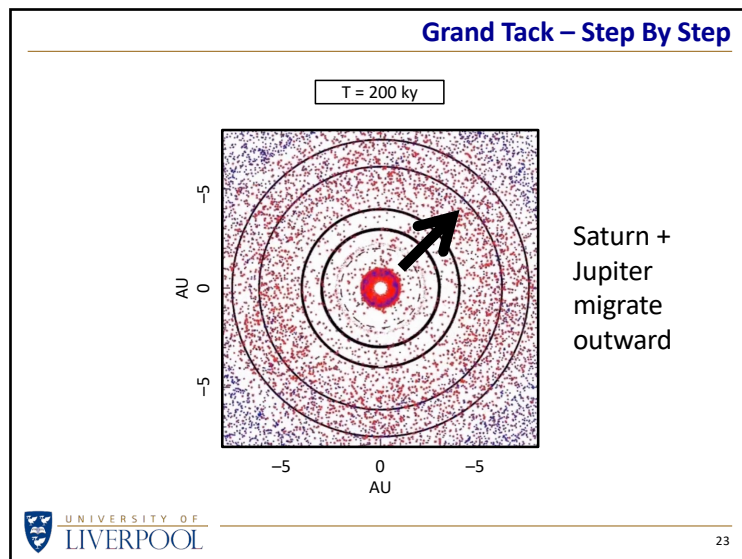 Grand Tack – Step By Step
T = 200 ky
–5
0
–5
AU
–5
0
–5
AU
Saturn +
Jupiter
migrate
outward
UNIVERSITY OF
LIVERPOOL
23